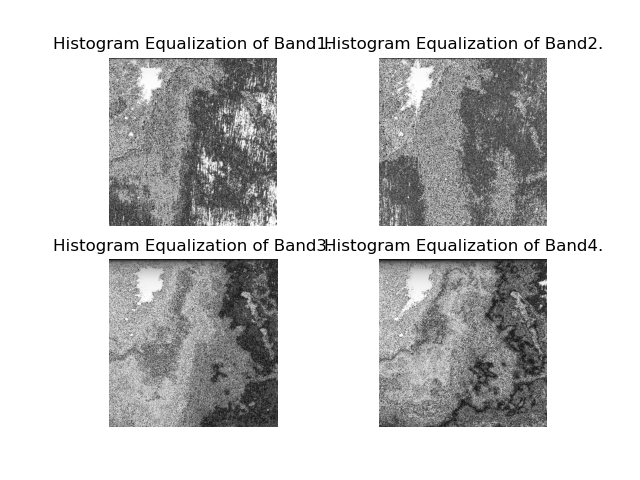 Histogram Equalization of Band1.
Histogram Equalization of Band2.
Histogram Equalization of Band3.
Histogram Equalization of Band4.